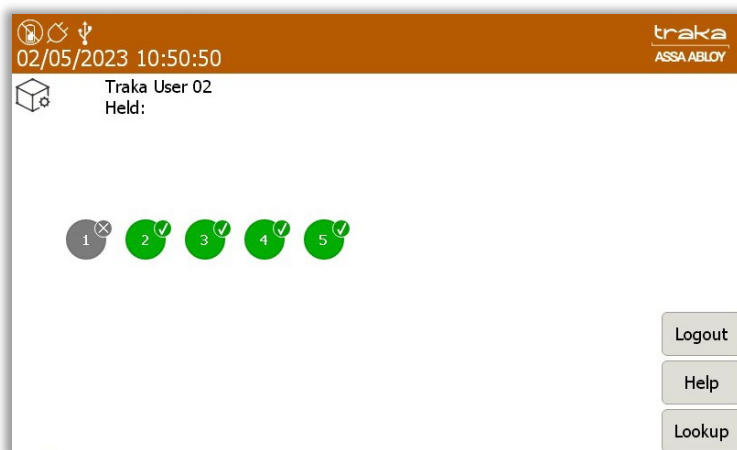 02/05/2023 10:50:50
traka
ASSA ABLOY
Traka User 02
Held:
1 2 3 4 5
Logout
Help
Lookup